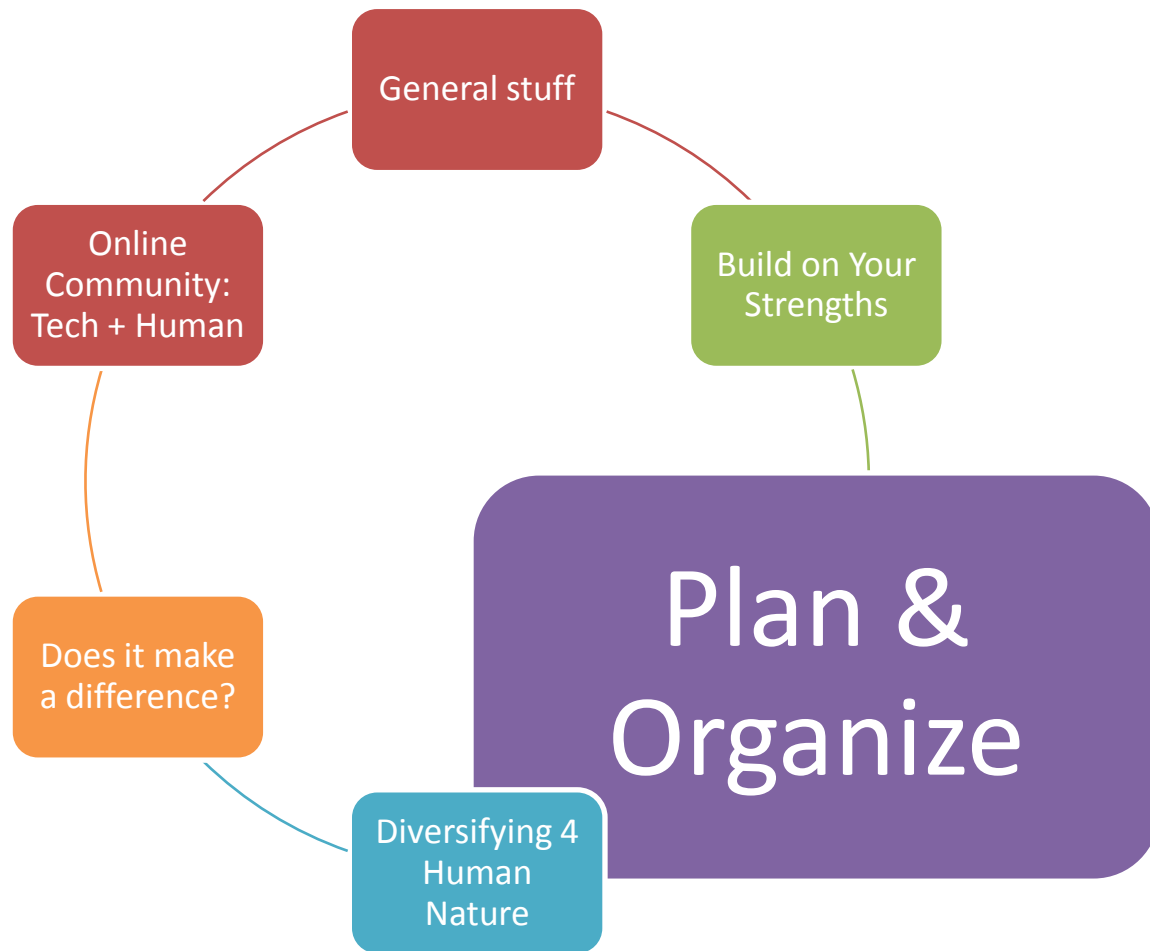 General stuff
Build on Your
Strengths
Plan &
Organize
Diversifying 4
Human
Nature
Does it make
a difference?
Online
Community:
Tech + Human